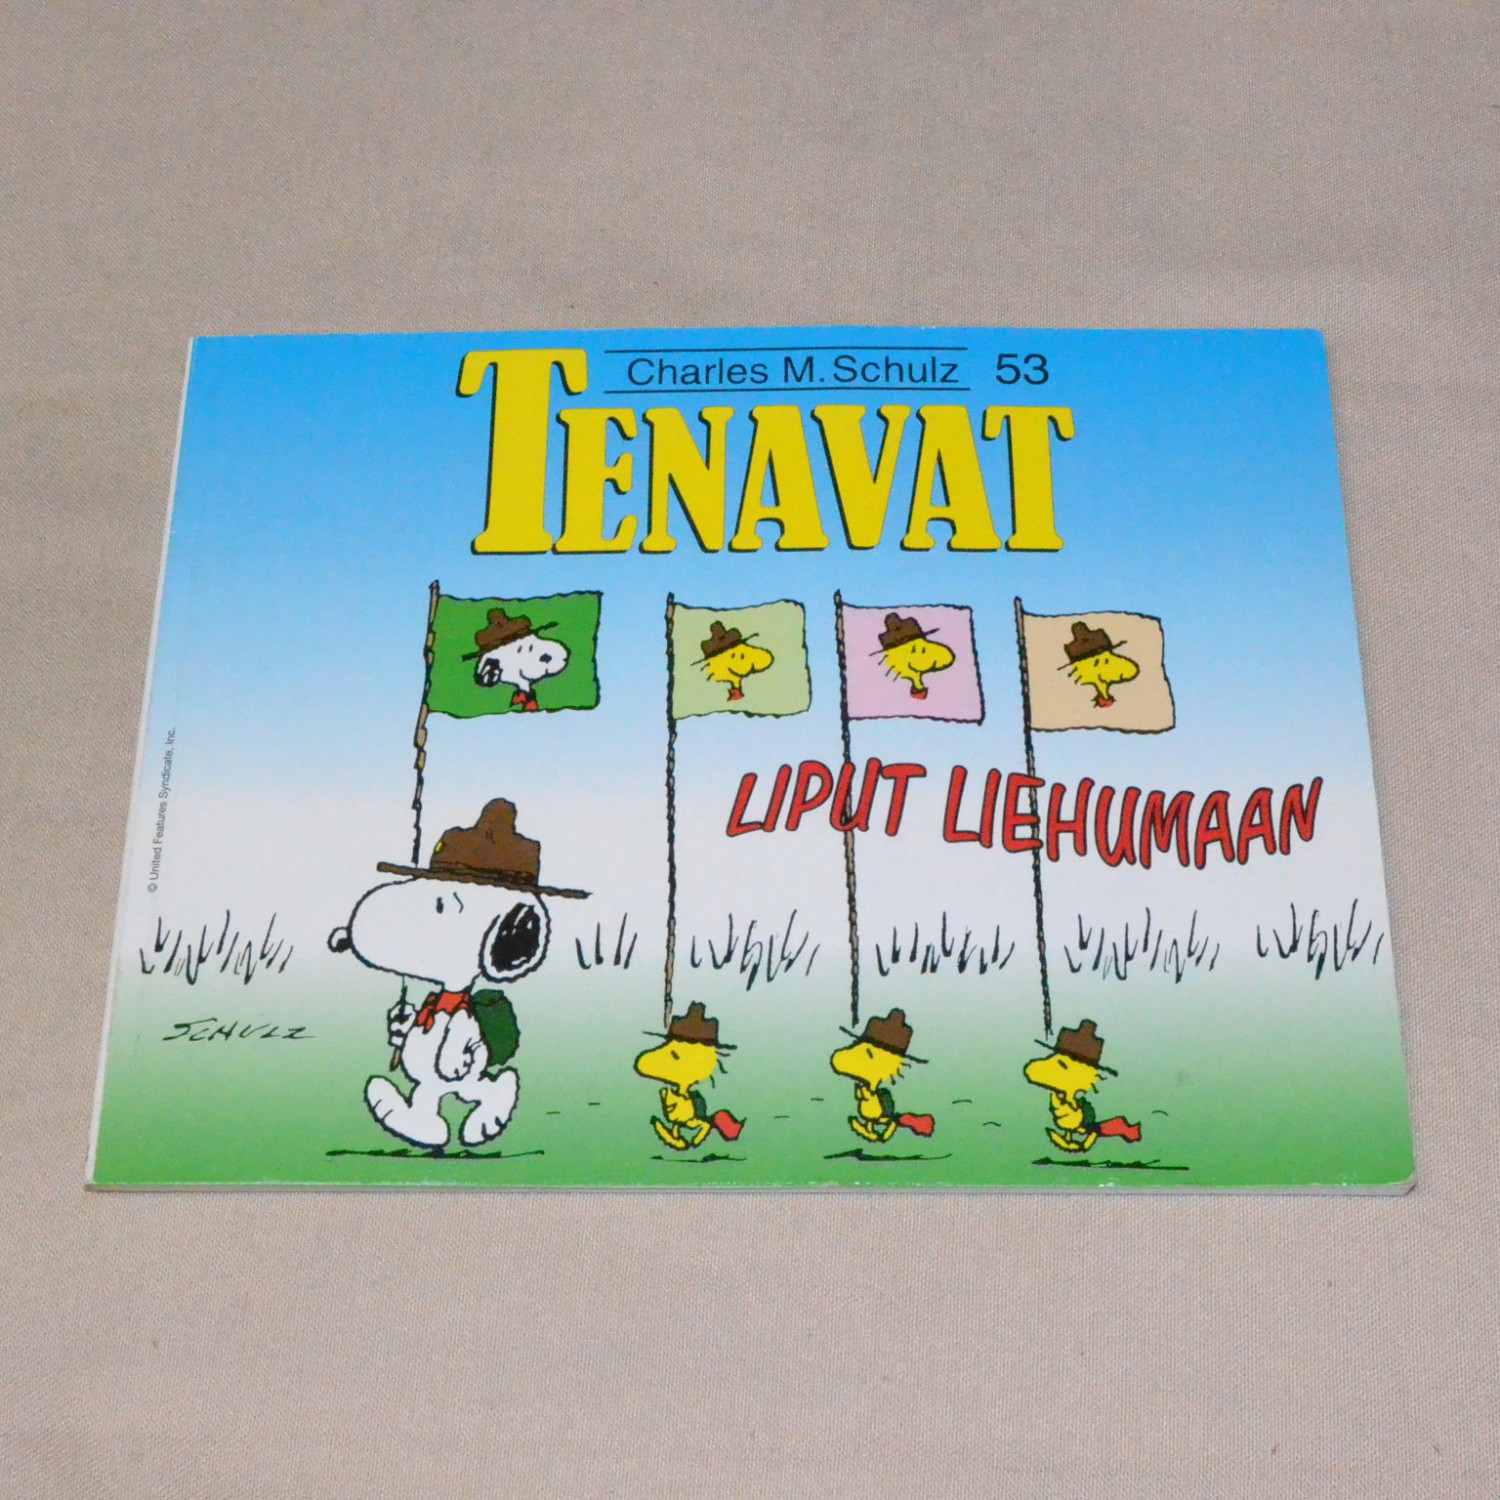 Charles M. Schulz 53
TENAVAT
LIPUT LIEHUMAAN
© United Features Syndicate, Inc.
SCHULZ